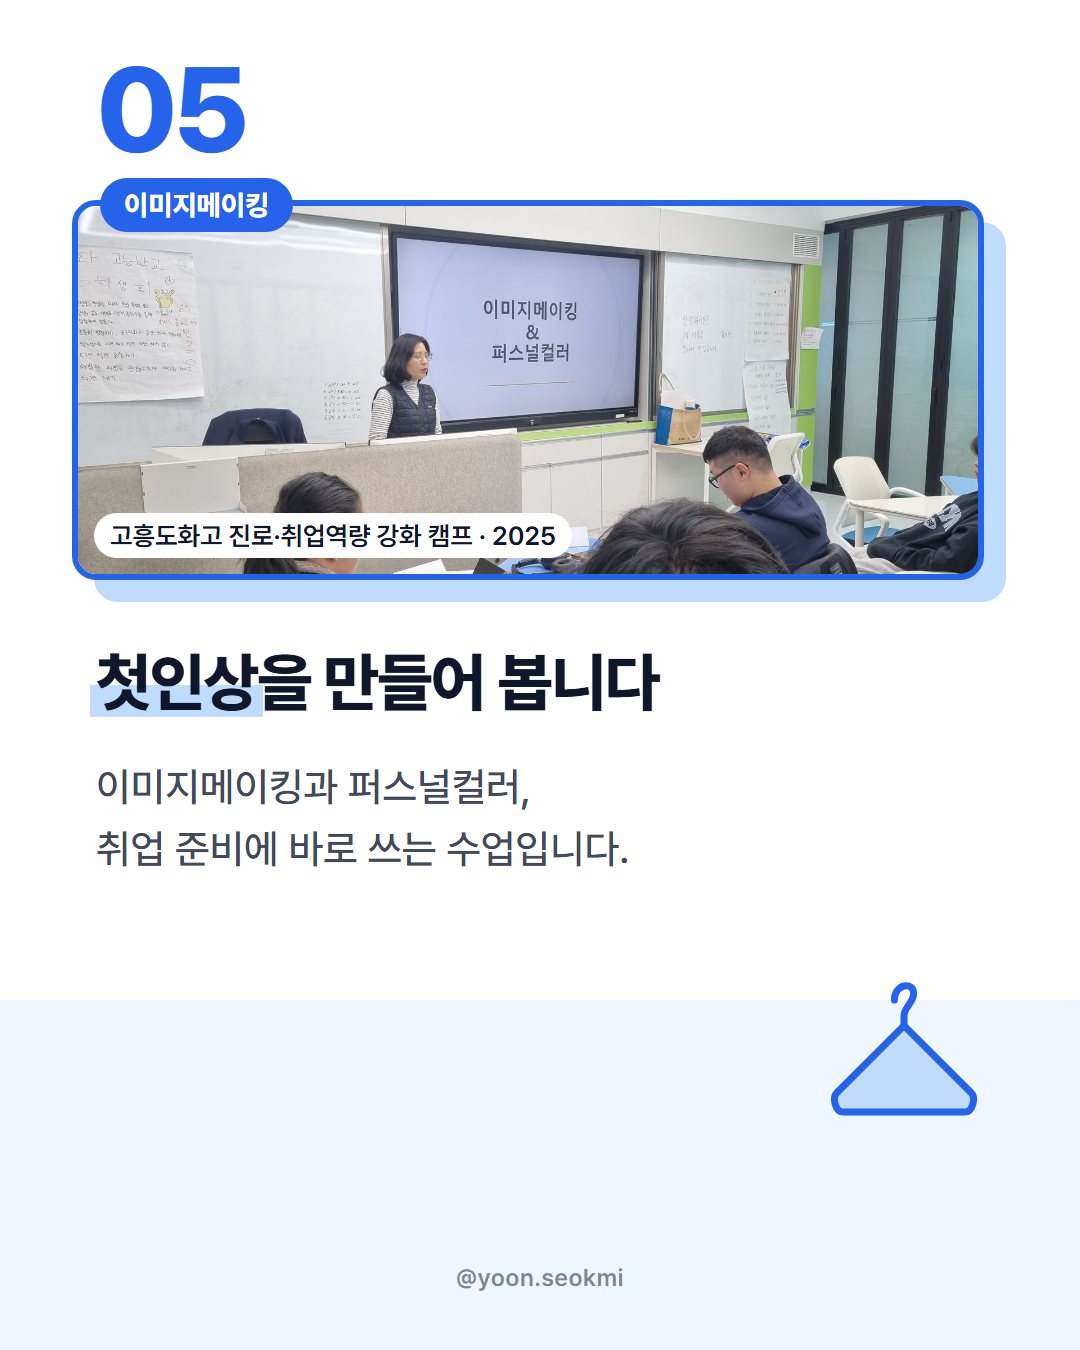 05
이미지메이킹
이미지메이킹
&
퍼스널컬러
고흥도화고 진로·취업역량 강화 캠프 · 2025
첫인상을 만들어 봅니다
이미지메이킹과 퍼스널컬러,
취업 준비에 바로 쓰는 수업입니다.
@yoon.seokmi